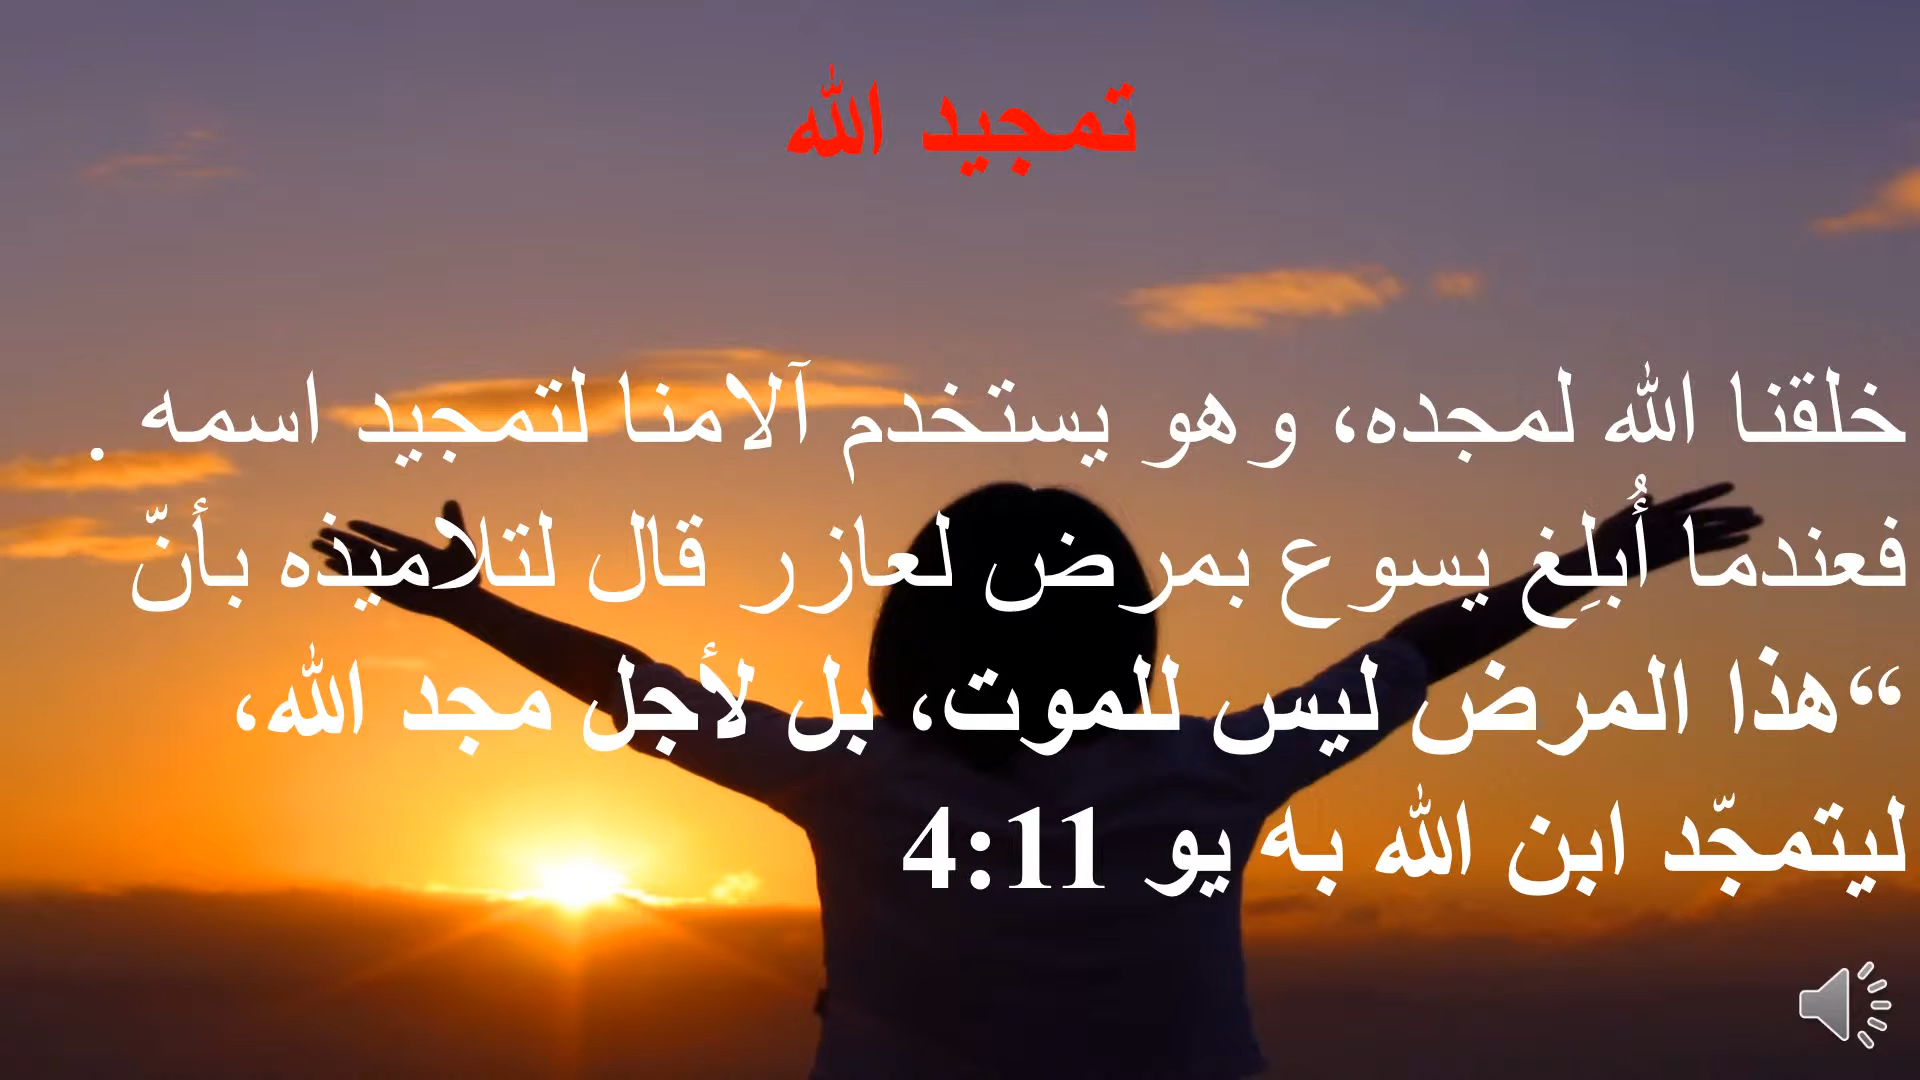 تمجيد الله
خلقنا الله لمجده، وهو يستخدم آلامنا لتمجيد اسمه .
فعندما أُبلِغ يسوع بمرض لعازر قال لتلاميذه بأنّ
“هذا المرض ليس للموت، بل لأجل مجد الله،
ليتمجّد ابن الله به يو 4:11